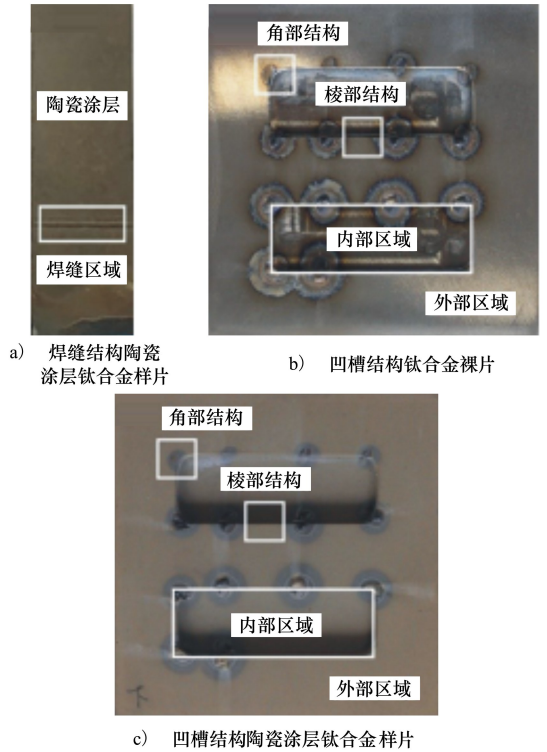 陶瓷涂层
焊缝区域
a） 焊缝结构陶瓷
涂层钛合金样片
角部结构
棱部结构
内部区域
外部区域
b） 凹槽结构钛合金裸片
角部结构
棱部结构
内部区域
外部区域
c） 凹槽结构陶瓷涂层钛合金样片